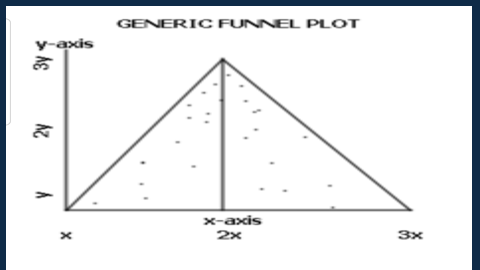 GENERIC FUNNEL PLOT
y-axis
3y
2y
y
x-axis
x 2x 3x